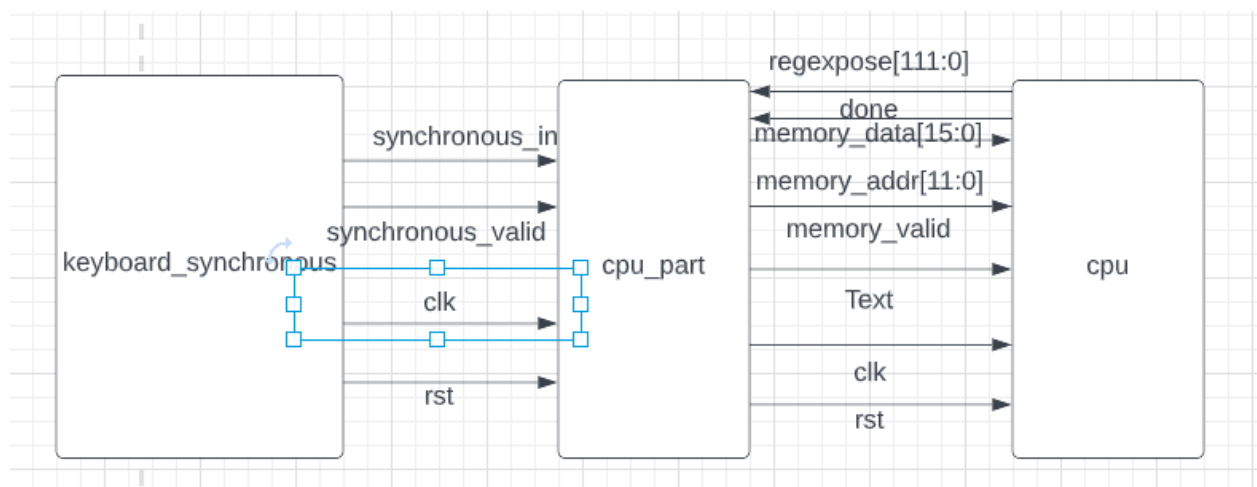 regexpose[111:0]
done
synchronous_in
memory_data[15:0]
memory_addr[11:0]
synchronous_valid
memory_valid
keyboard_synchronous
cpu_part
cpu
clk
Text
clk
rst
rst